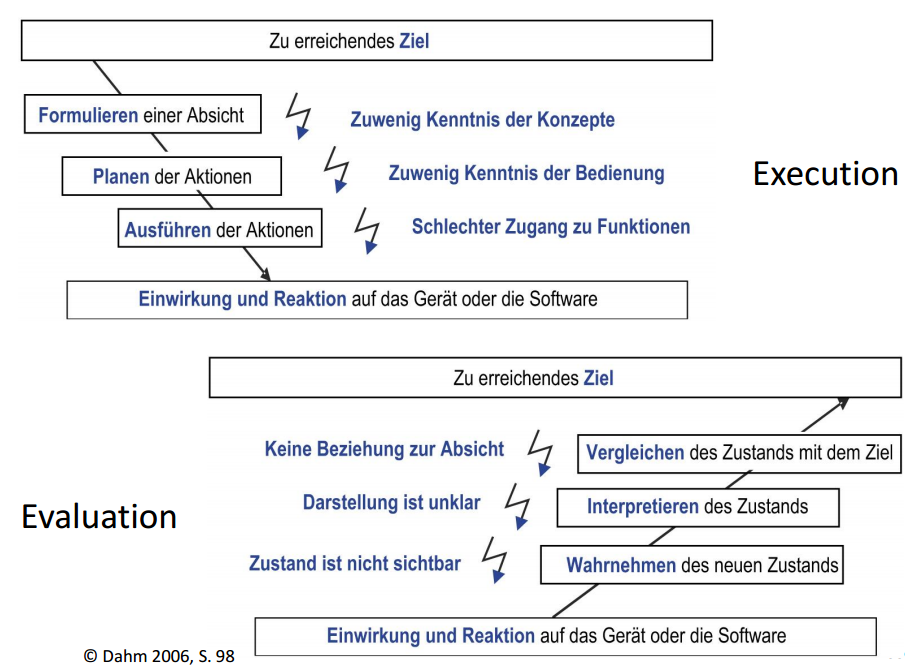 Zu erreichendes Ziel
Formulieren einer Absicht
Zuwenig Kenntnis der Konzepte
Planen der Aktionen
Zuwenig Kenntnis der Bedienung
Execution
Ausführen der Aktionen
Schlechter Zugang zu Funktionen
Einwirkung und Reaktion auf das Gerät oder die Software
Zu erreichendes Ziel
Keine Beziehung zur Absicht
Vergleichen des Zustands mit dem Ziel
Darstellung ist unklar
Interpretieren des Zustands
Evaluation
Zustand ist nicht sichtbar
Wahrnehmen des neuen Zustands
Einwirkung und Reaktion auf das Gerät oder die Software
© Dahm 2006, S. 98